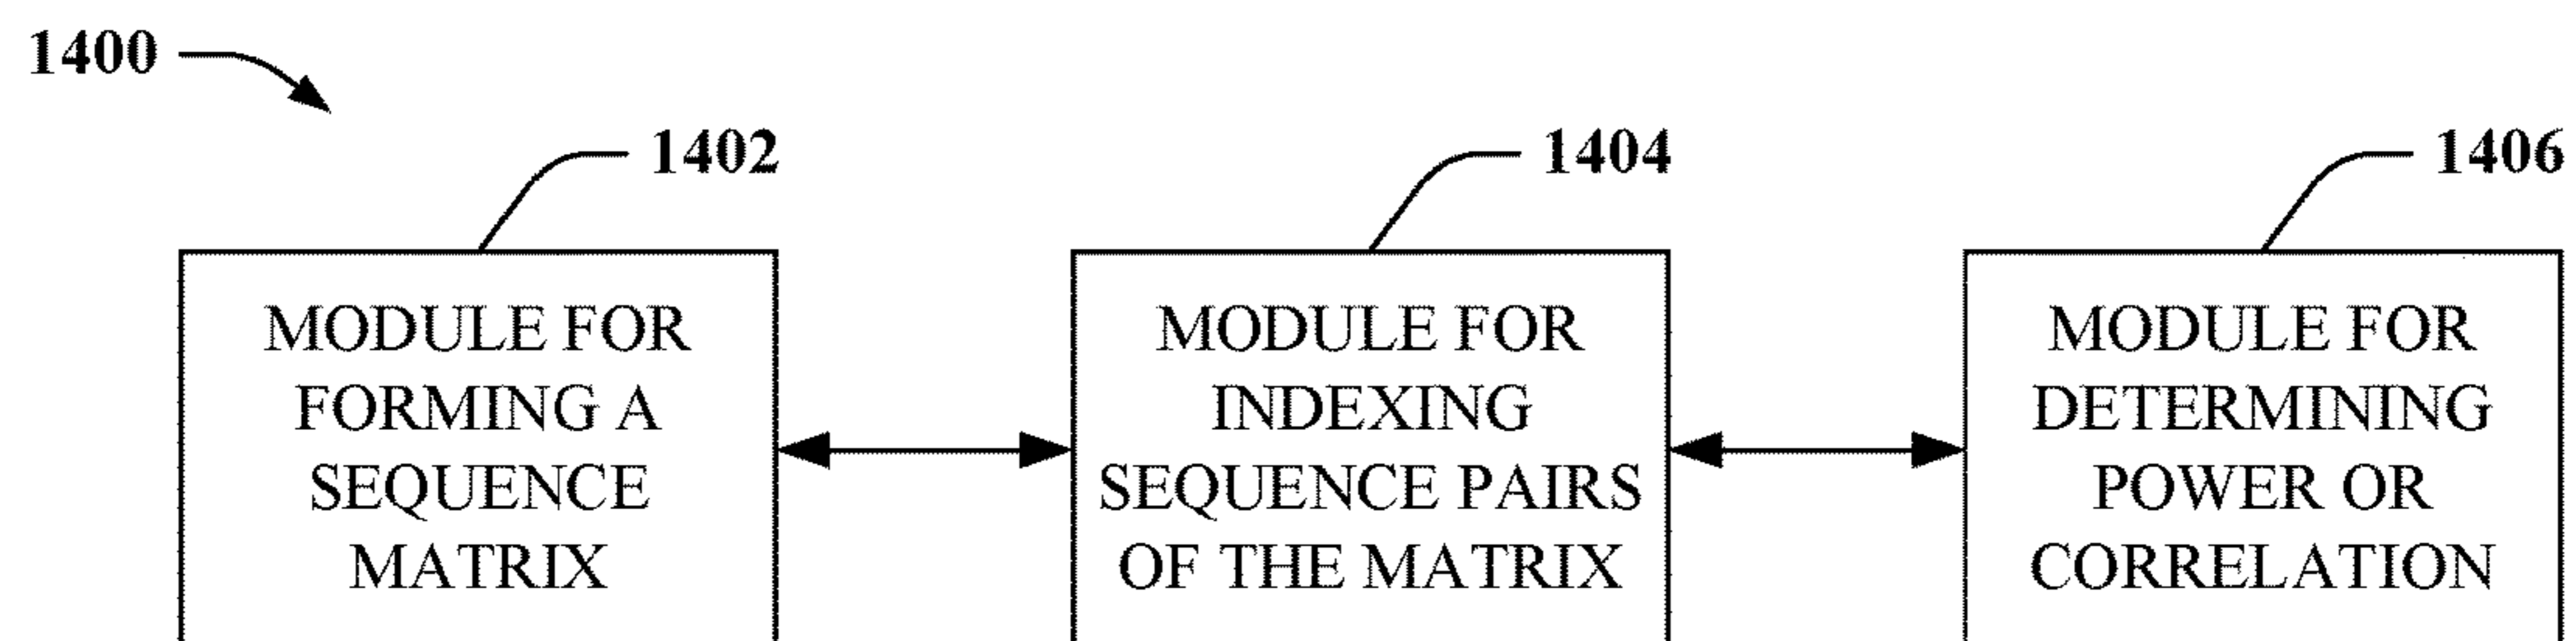 1400
1402
1404
1406
MODULE FOR
FORMING A
SEQUENCE
MATRIX
MODULE FOR
INDEXING
SEQUENCE PAIRS
OF THE MATRIX
MODULE FOR
DETERMINING
POWER OR
CORRELATION